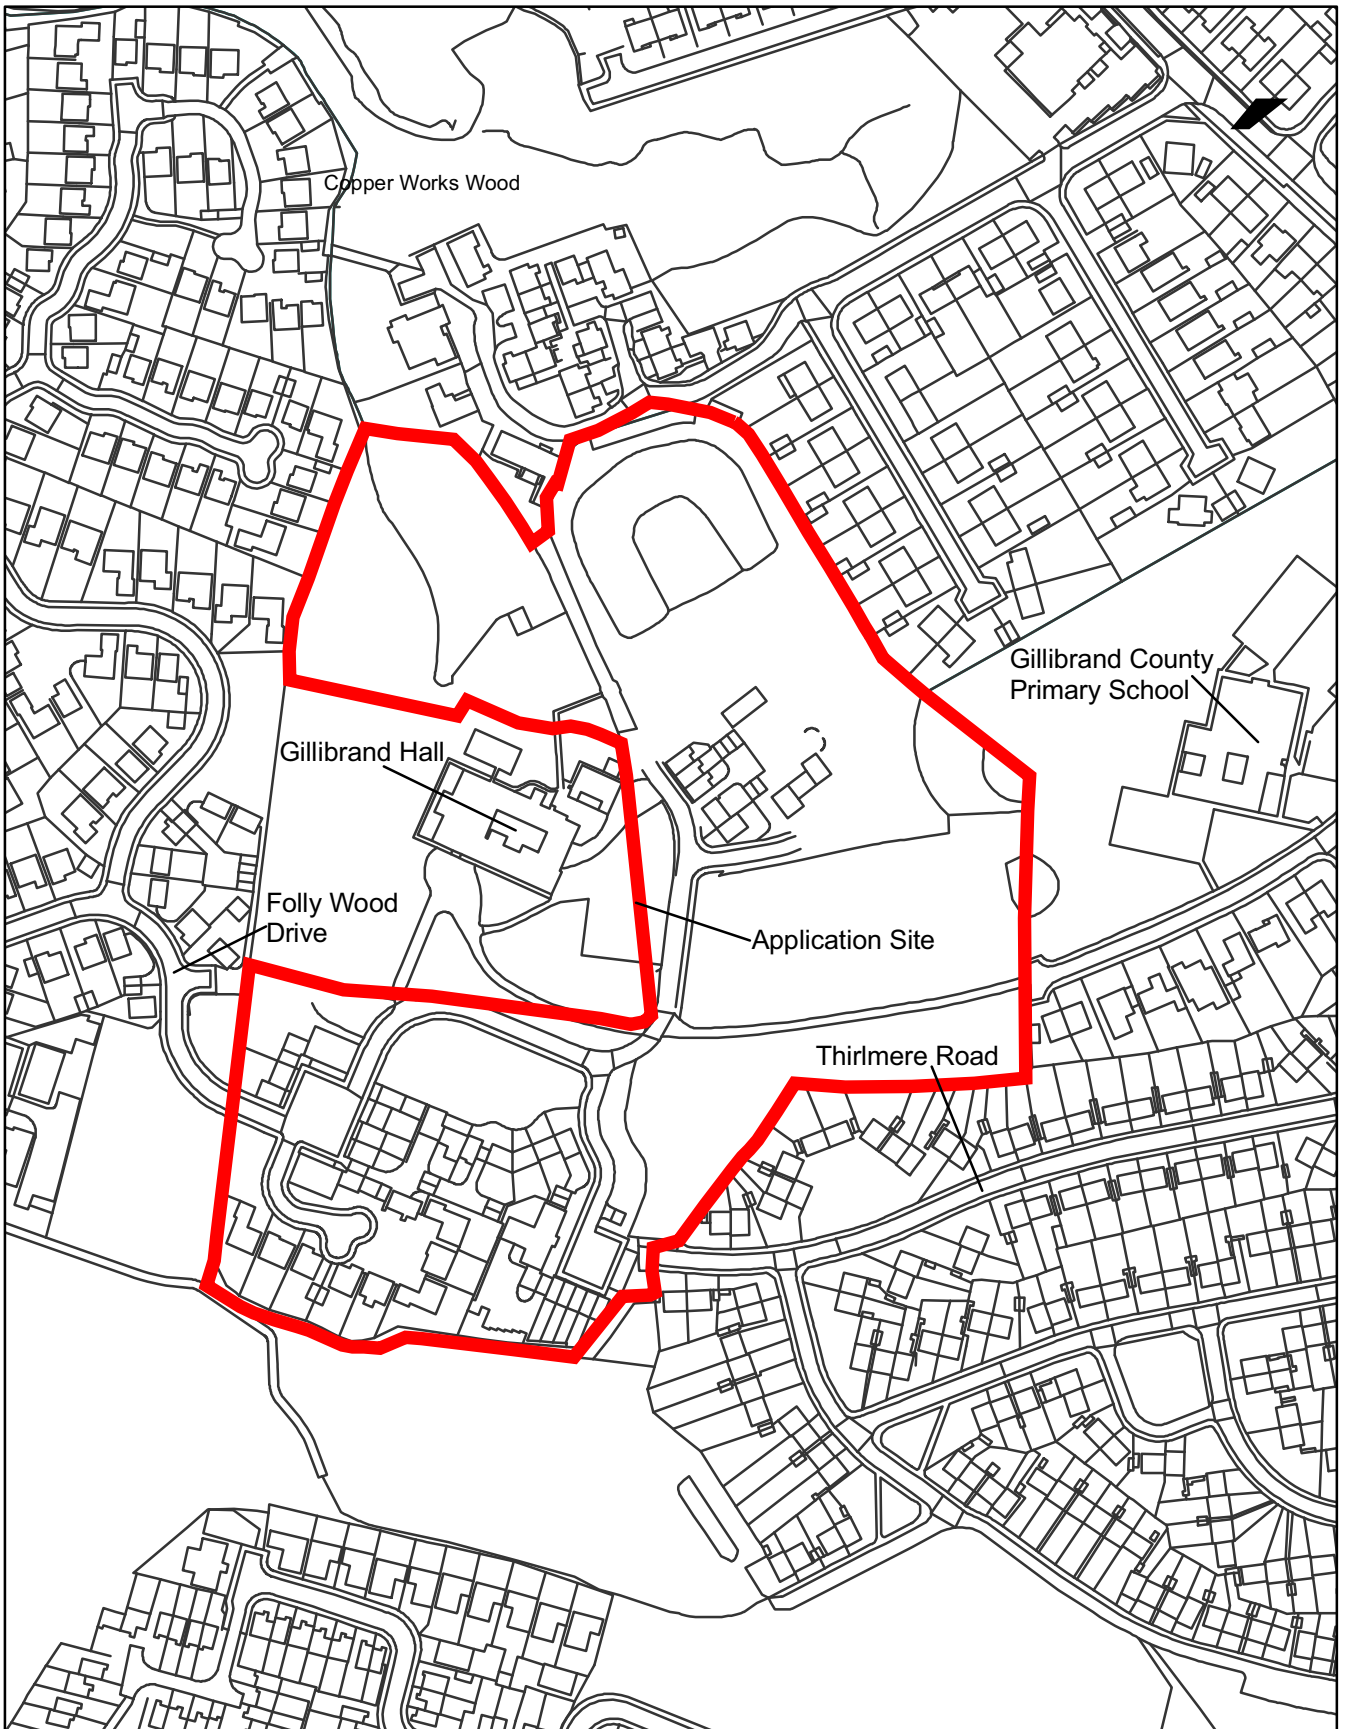 Copper Works Wood
Gillibrand County
Primary School
Gillibrand Hall
Folly Wood
Drive
Application Site
Thirlmere Road